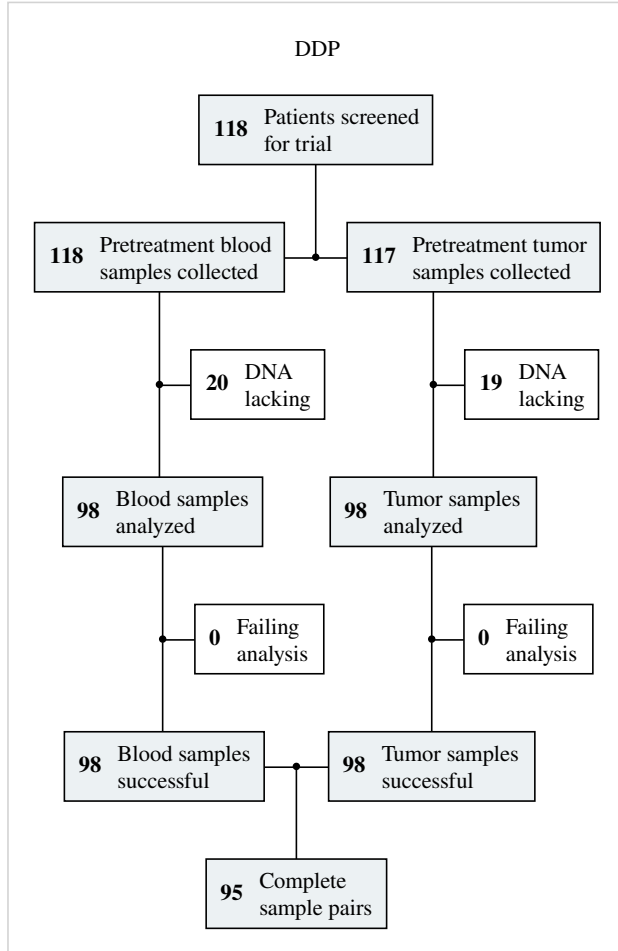 DDP
118 Patients screened
for trial
118 Pretreatment blood
samples collected
117 Pretreatment tumor
samples collected
20 DNA
lacking
19 DNA
lacking
98 Blood samples
analyzed
98 Tumor samples
analyzed
0 Failing
analysis
0 Failing
analysis
98 Blood samples
successful
98 Tumor samples
successful
95 Complete
sample pairs